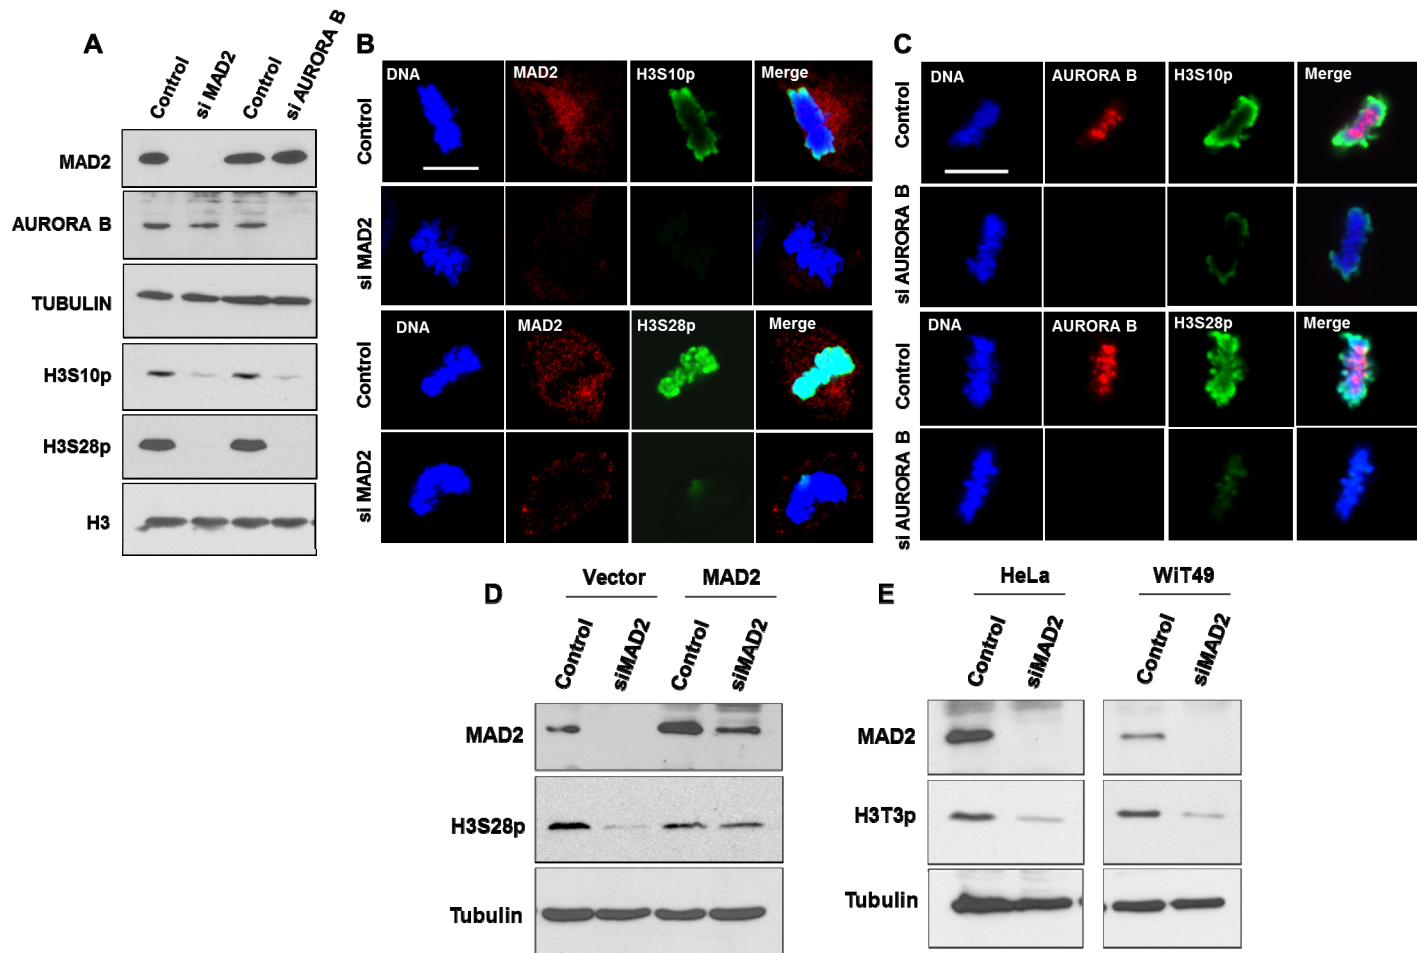 A
Control
si MAD2
Control
si AURORA B
MAD2
AURORA B
TUBULIN
H3S10p
H3S28p
H3
B
Control
DNA
MAD2
H3S10p
Merge
si MAD2
Control
DNA
MAD2
H3S28p
Merge
si MAD2
C
Control
DNA
AURORA B
H3S10p
Merge
si AURORA B
Control
DNA
AURORA B
H3S28p
Merge
si AURORA B
D
Vector
MAD2
Control
siMAD2
Control
siMAD2
MAD2
H3S28p
Tubulin
E
HeLa
WiT49
Control
siMAD2
Control
siMAD2
MAD2
H3T3p
Tubulin